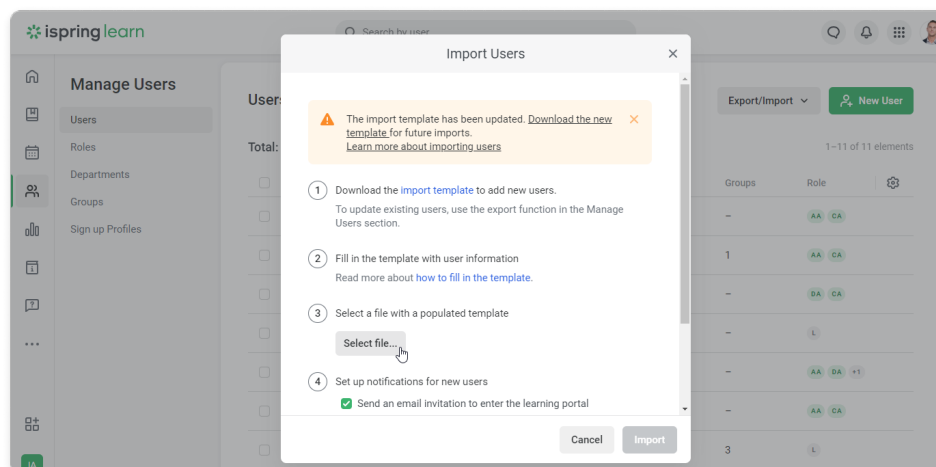 ispring learn
Search by user
Import Users
Manage Users
Users
Roles
Departments
Groups
Sign up Profiles
Total:
Export/Import
New User
1–11 of 11 elements
Groups
Role
The import template has been updated. Download the new
template for future imports.
Learn more about importing users
1
Download the import template to add new users.
To update existing users, use the export function in the Manage
Users section.
2
Fill in the template with user information
Read more about how to fill in the template.
3
Select a file with a populated template
Select file...
4
Set up notifications for new users
Send an email invitation to enter the learning portal
Cancel
Import
– AA CA
1 AA CA
– DA CA
– L
– AA DA +1
– AA CA
3 L
IA